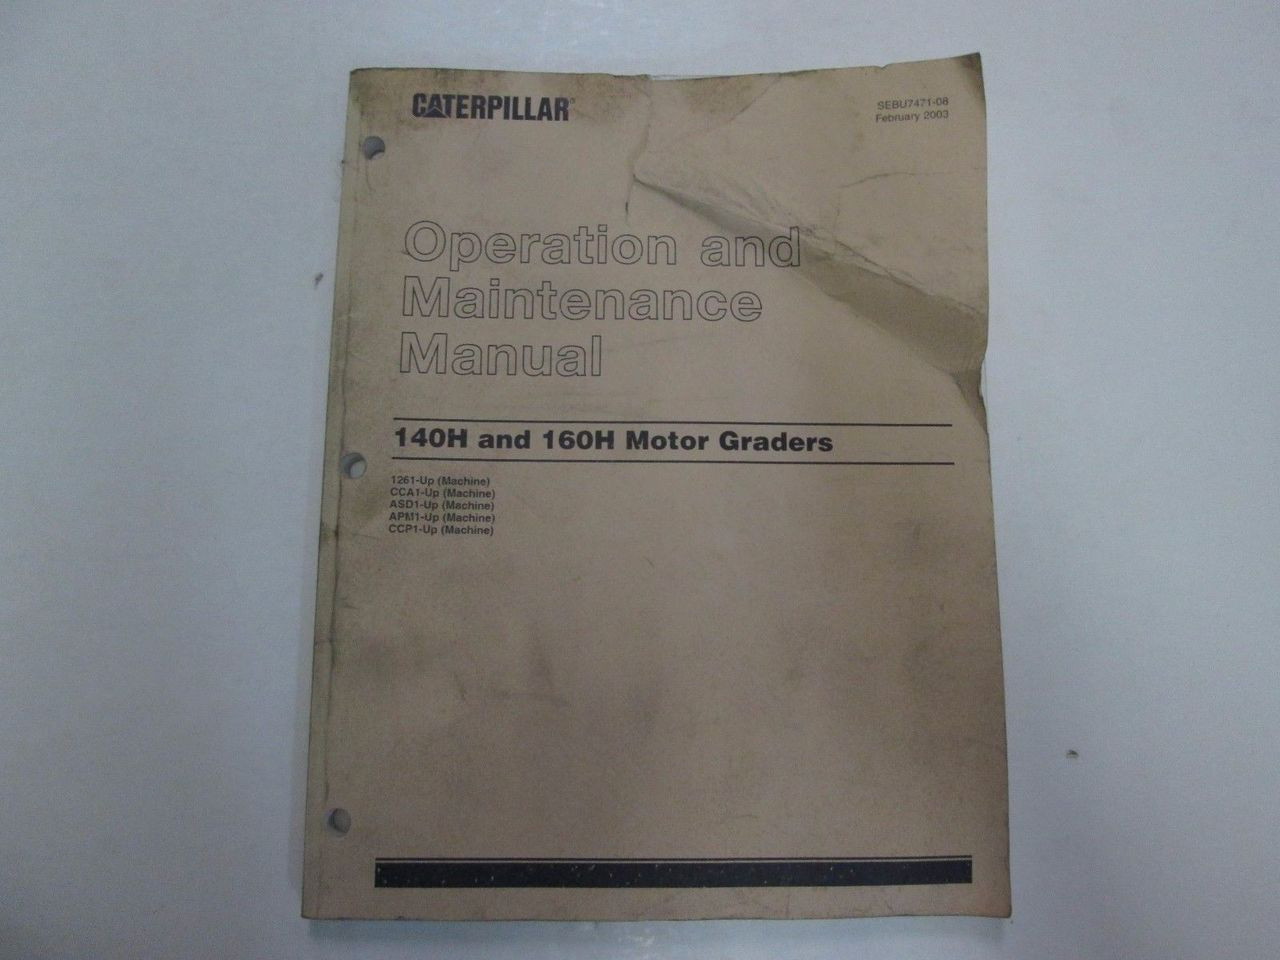 CATERPILLAR®
SEBU7471-08
February 2003
Operation and
Maintenance
Manual
140H and 160H Motor Graders
1261-Up (Machine)
CCA1-Up (Machine)
ASD1-Up (Machine)
APM1-Up (Machine)
CCP1-Up (Machine)